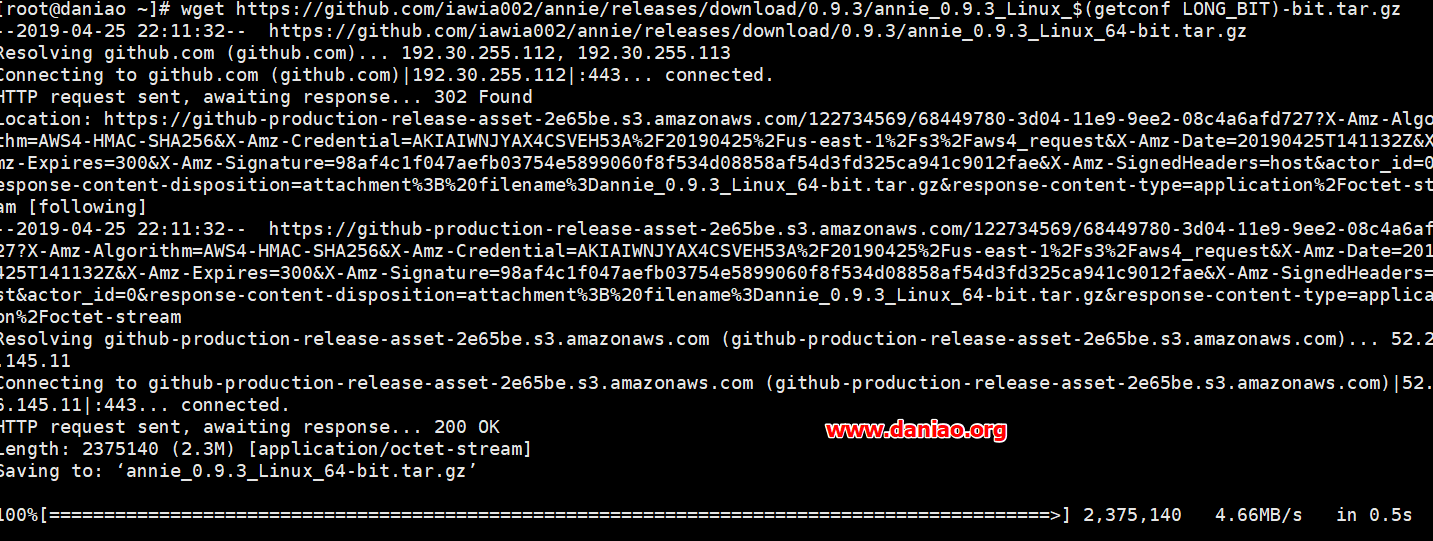 [root@daniao ~]# wget https://github.com/iawia002/annie/releases/download/0.9.3/annie_0.9.3_Linux_$(getconf LONG_BIT)-bit.tar.gz
--2019-04-25 22:11:32--  https://github.com/iawia002/annie/releases/download/0.9.3/annie_0.9.3_Linux_64-bit.tar.gz
Resolving github.com (github.com)... 192.30.255.112, 192.30.255.113
Connecting to github.com (github.com)|192.30.255.112|:443... connected.
HTTP request sent, awaiting response... 302 Found
Location: https://github-production-release-asset-2e65be.s3.amazonaws.com/122734569/68449780-3d04-11e9-9ee2-08c4a6afd727?X-Amz-Algo
thm=AWS4-HMAC-SHA256&X-Amz-Credential=AKIAIWNJYAX4CSVEH53A%2F20190425%2Fus-east-1%2Fs3%2Faws4_request&X-Amz-Date=20190425T141132Z&X
mz-Expires=300&X-Amz-Signature=98af4c1f047aefb03754e5899060f8f534d08858af54d3fd325ca941c9012fae&X-Amz-SignedHeaders=host&actor_id=0
esponse-content-disposition=attachment%3B%20filename%3Dannie_0.9.3_Linux_64-bit.tar.gz&response-content-type=application%2Foctet-st
am [following]
--2019-04-25 22:11:32--  https://github-production-release-asset-2e65be.s3.amazonaws.com/122734569/68449780-3d04-11e9-9ee2-08c4a6af
27?X-Amz-Algorithm=AWS4-HMAC-SHA256&X-Amz-Credential=AKIAIWNJYAX4CSVEH53A%2F20190425%2Fus-east-1%2Fs3%2Faws4_request&X-Amz-Date=201
425T141132Z&X-Amz-Expires=300&X-Amz-Signature=98af4c1f047aefb03754e5899060f8f534d08858af54d3fd325ca941c9012fae&X-Amz-SignedHeaders=
st&actor_id=0&response-content-disposition=attachment%3B%20filename%3Dannie_0.9.3_Linux_64-bit.tar.gz&response-content-type=applica
on%2Foctet-stream
Resolving github-production-release-asset-2e65be.s3.amazonaws.com (github-production-release-asset-2e65be.s3.amazonaws.com)... 52.2
.145.11
Connecting to github-production-release-asset-2e65be.s3.amazonaws.com (github-production-release-asset-2e65be.s3.amazonaws.com)|52.
6.145.11|:443... connected.
HTTP request sent, awaiting response... 200 OK
www.daniao.org
Length: 2375140 (2.3M) [application/octet-stream]
Saving to: ‘annie_0.9.3_Linux_64-bit.tar.gz’
100%[===========================================================================================>] 2,375,140   4.66MB/s   in 0.5s